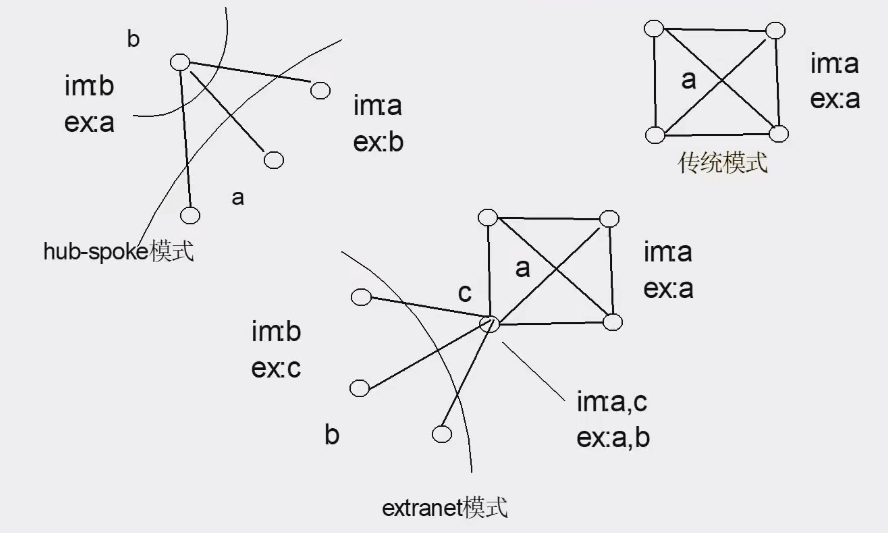 b
im:b
ex:a
im:a
ex:b
a
hub-spoke模式
a
im:a
ex:a
传统模式
a
im:a
ex:a
c
im:b
ex:c
b
im:a,c
ex:a,b
extranet模式